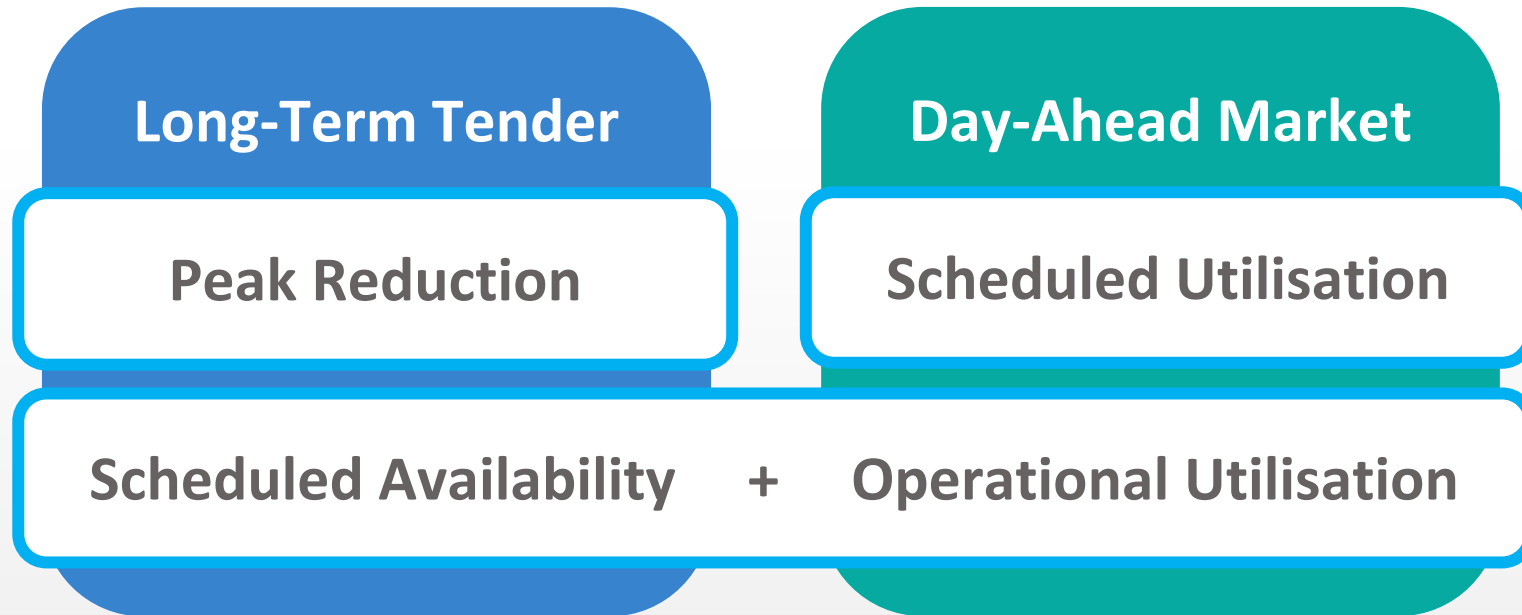 Long-Term Tender
Day-Ahead Market
Peak Reduction
Scheduled Utilisation
Scheduled Availability + Operational Utilisation